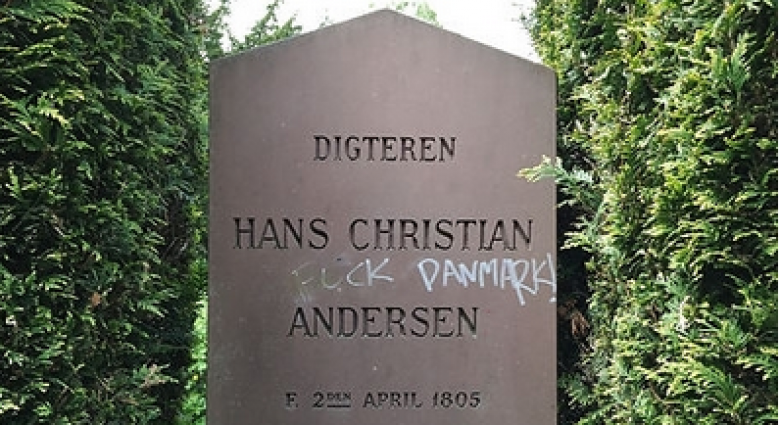 DIGTEREN
HANS CHRISTIAN
FUCK DANMARK!
ANDERSEN
F. 2DEN APRIL 1805